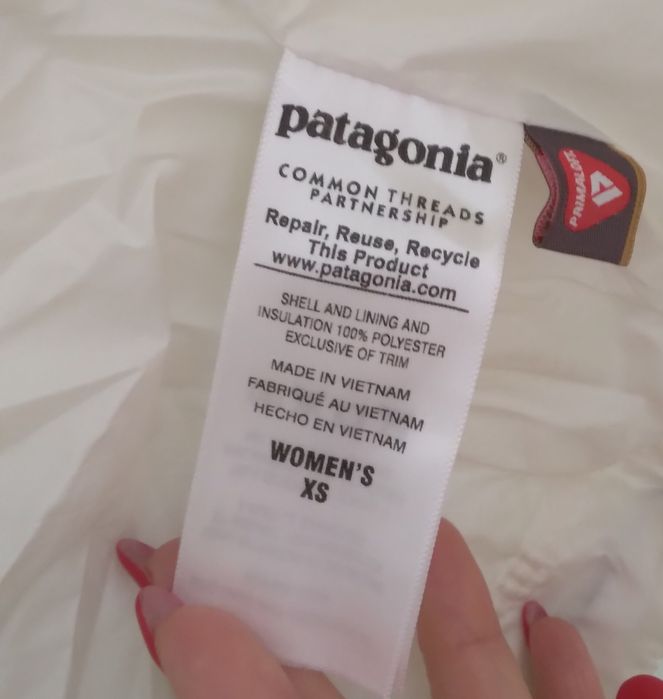 patagonia®
COMMON THREADS
PARTNERSHIP
Repair, Reuse, Recycle
This Product
www.patagonia.com
SHELL AND LINING AND
INSULATION 100% POLYESTER
EXCLUSIVE OF TRIM
MADE IN VIETNAM
FABRIQUÉ AU VIETNAM
HECHO EN VIETNAM
WOMEN'S
XS
PRIMALOFT